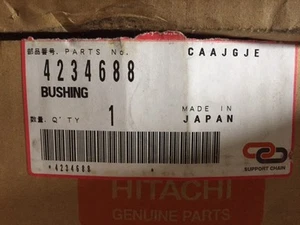 部品番号. PARTS No.    CAAJGJE
4234688
BUSHING
数量. Q'TY 1 MADE IN JAPAN
*4234688*
SUPPORT CHAIN
HITACHI
GENUINE PARTS